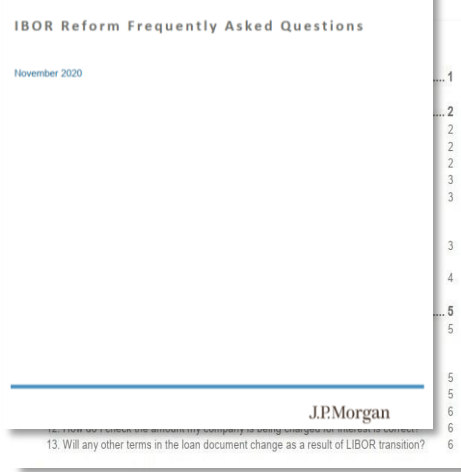 IBOR Reform Frequently Asked Questions
November 2020
.... 1
.... 2
2
2
2
3
3
3
4
.... 5
5
5
5
J.P.Morgan
6
12. How do I check the amount my company is being charged for interest is correct? 6
13. Will any other terms in the loan document change as a result of LIBOR transition? 6